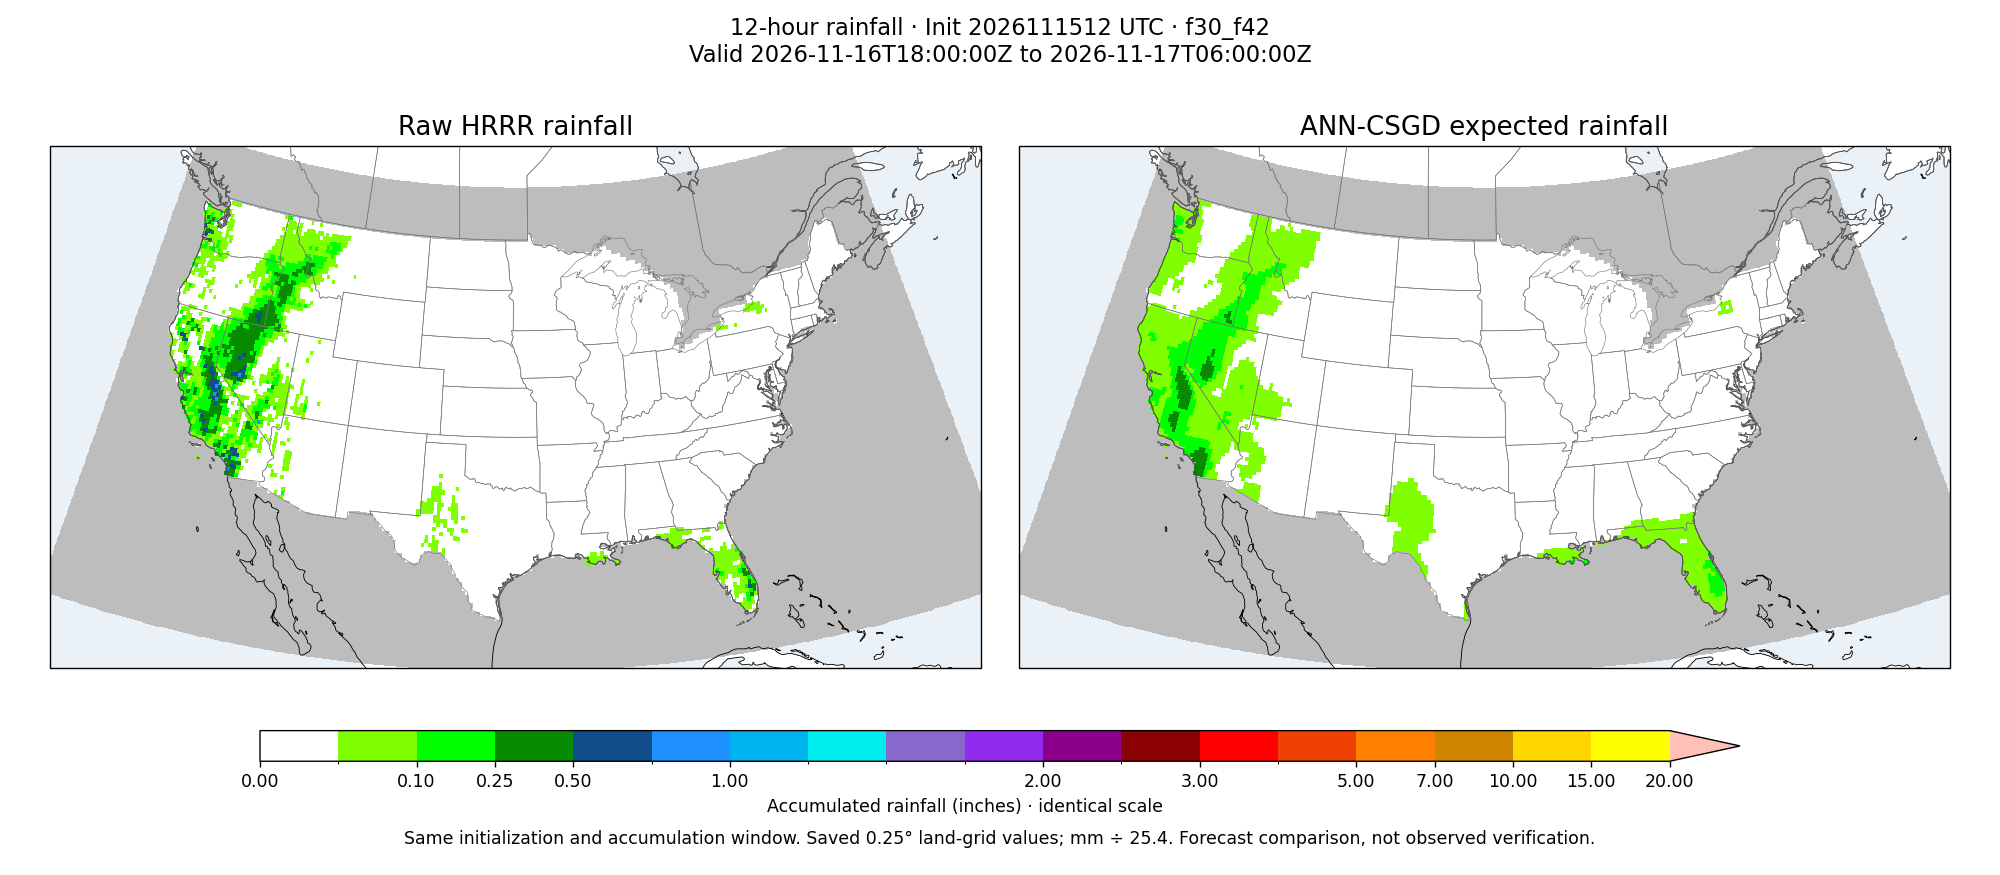 12-hour rainfall · Init 2026111512 UTC · f30_f42
Valid 2026-11-16T18:00:00Z to 2026-11-17T06:00:00Z
Raw HRRR rainfall
ANN-CSGD expected rainfall
0.00 0.10 0.25 0.50 1.00 2.00 3.00 5.00 7.00 10.00 15.00 20.00
Accumulated rainfall (inches) · identical scale
Same initialization and accumulation window. Saved 0.25° land-grid values; mm ÷ 25.4. Forecast comparison, not observed verification.